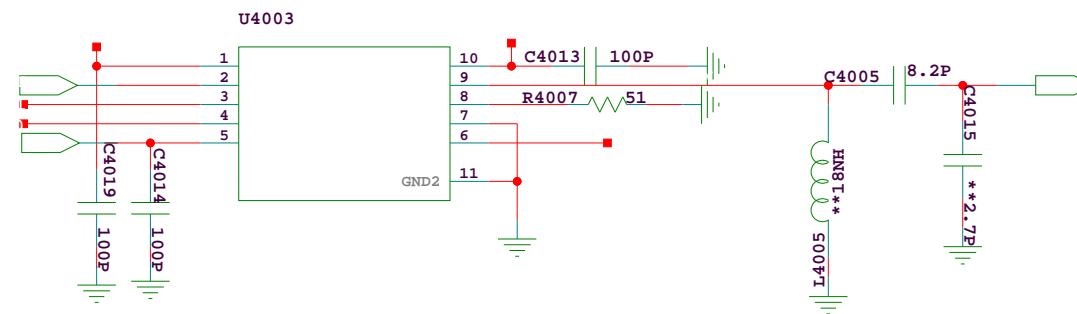 U4003
1
2
3
4
5
10
9
8
7
6
11
GND2
C4013 100P
R4007 51
C4005 8.2P
C4019 100P
C4014 100P
L4005 **18NH
C4015 **2.7P